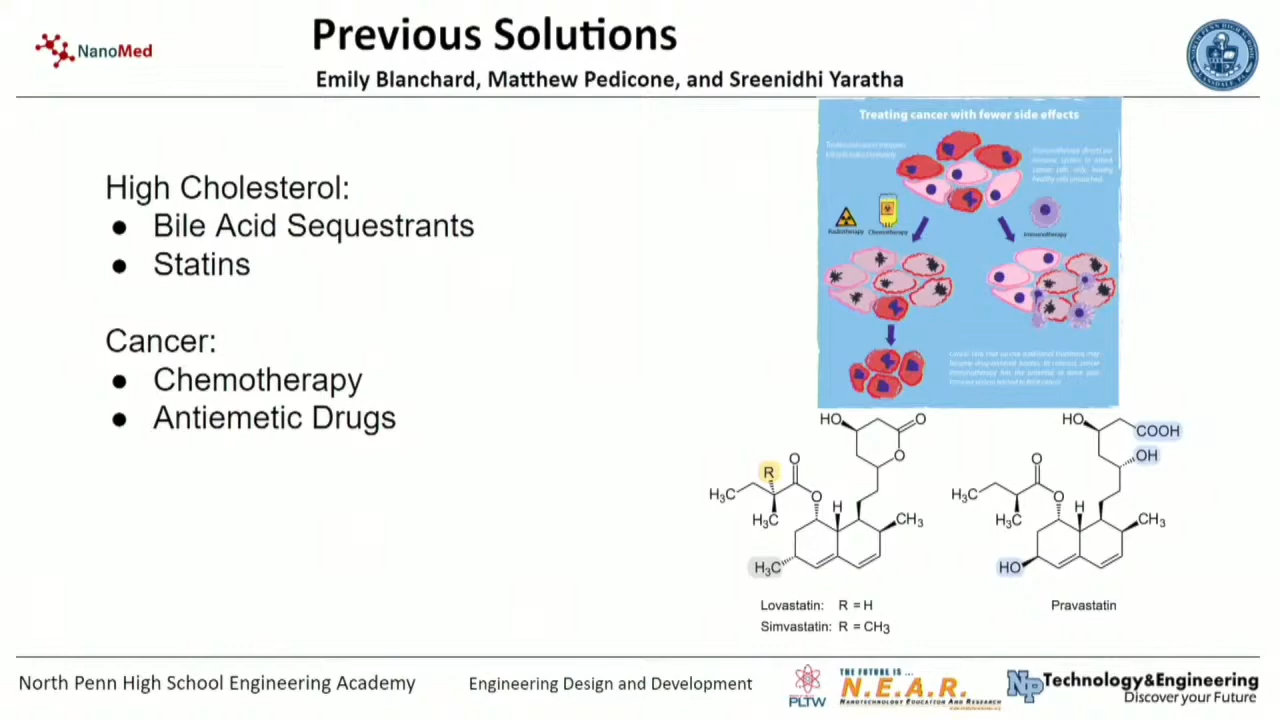 NanoMed
Previous Solutions
Emily Blanchard, Matthew Pedicone, and Sreenidhi Yaratha
High Cholesterol:
● Bile Acid Sequestrants
● Statins
Cancer:
● Chemotherapy
● Antiemetic Drugs
Treating cancer with fewer side effects
Radiotherapy
Chemotherapy
Immunotherapy
HO
O
O
R
O
H₃C
O
H
H₃C
CH₃
H₃C
Lovastatin: R = H
Simvastatin: R = CH₃
HO
COOH
OH
O
H₃C
O
H
H₃C
CH₃
HO
Pravastatin
North Penn High School Engineering Academy
Engineering Design and Development
PLTW
THE FUTURE IS ...
N.E.A.R.
NANOTECHNOLOGY EDUCATION AND RESEARCH
NP
Technology&Engineering
Discover your Future